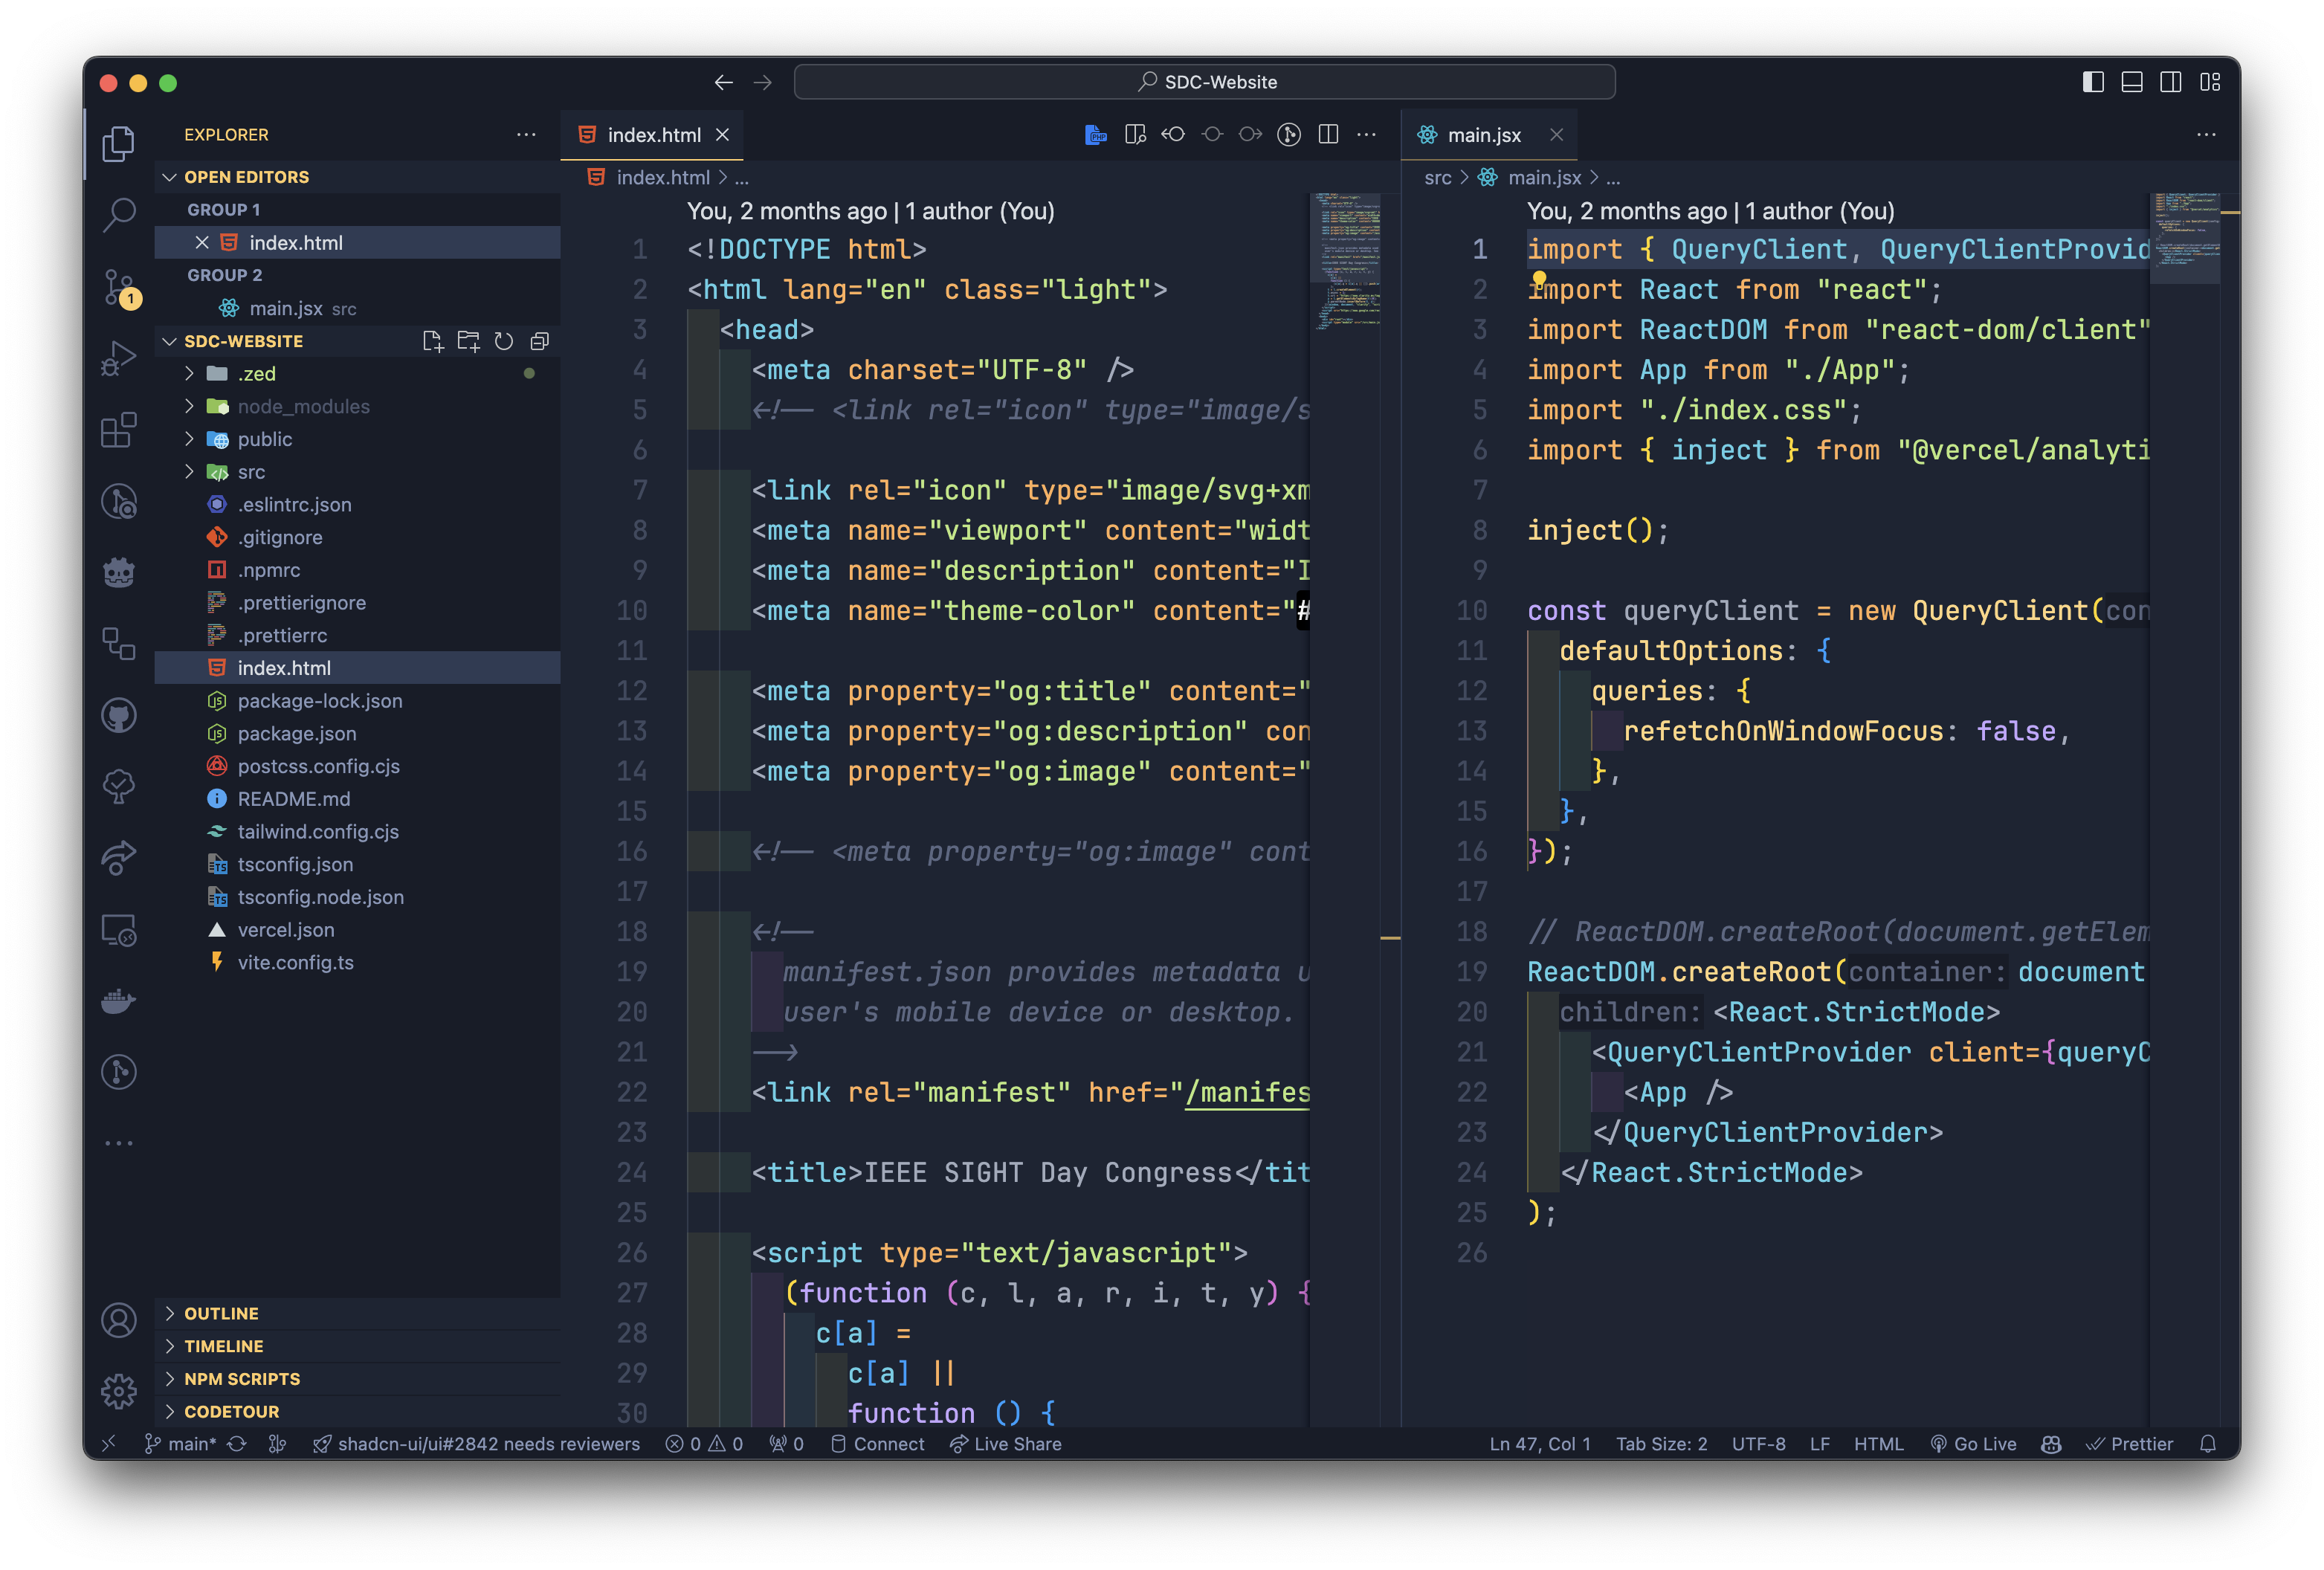 SDC-Website
EXPLORER
OPEN EDITORS
GROUP 1
index.html
GROUP 2
main.jsx src
SDC-WEBSITE
.zed
node_modules
public
src
.eslintrc.json
.gitignore
.npmrc
.prettierignore
.prettierrc
index.html
package-lock.json
package.json
postcss.config.cjs
README.md
tailwind.config.cjs
tsconfig.json
tsconfig.node.json
vercel.json
vite.config.ts
OUTLINE
TIMELINE
NPM SCRIPTS
CODETOUR
1
index.html
PHP
index.html > ...
You, 2 months ago | 1 author (You)
1 <!DOCTYPE html>
2 <html lang="en" class="light">
3 <head>
4 <meta charset="UTF-8" />
5 <!-- <link rel="icon" type="image/s
6
7 <link rel="icon" type="image/svg+xm
8 <meta name="viewport" content="widt
9 <meta name="description" content="I
10 <meta name="theme-color" content="#
11
12 <meta property="og:title" content="
13 <meta property="og:description" con
14 <meta property="og:image" content="
15
16 <!-- <meta property="og:image" cont
17
18 <!--
19 manifest.json provides metadata u
20 user's mobile device or desktop.
21 -->
22 <link rel="manifest" href="/manifes
23
24 <title>IEEE SIGHT Day Congress</tit
25
26 <script type="text/javascript">
27 (function (c, l, a, r, i, t, y) {
28 c[a] =
29 c[a] ||
30 function () {
main.jsx
src > main.jsx > ...
You, 2 months ago | 1 author (You)
1 import { QueryClient, QueryClientProvid
2 import React from "react";
3 import ReactDOM from "react-dom/client"
4 import App from "./App";
5 import "./index.css";
6 import { inject } from "@vercel/analyti
7
8 inject();
9
10 const queryClient = new QueryClient(con
11 defaultOptions: {
12 queries: {
13 refetchOnWindowFocus: false,
14 },
15 },
16 });
17
18 // ReactDOM.createRoot(document.getElem
19 ReactDOM.createRoot(container: document
20 children: <React.StrictMode>
21 <QueryClientProvider client={queryC
22 <App />
23 </QueryClientProvider>
24 </React.StrictMode>
25 );
26
main* shadcn-ui/ui#2842 needs reviewers 0 0 0 Connect Live Share Ln 47, Col 1 Tab Size: 2 UTF-8 LF HTML Go Live Prettier